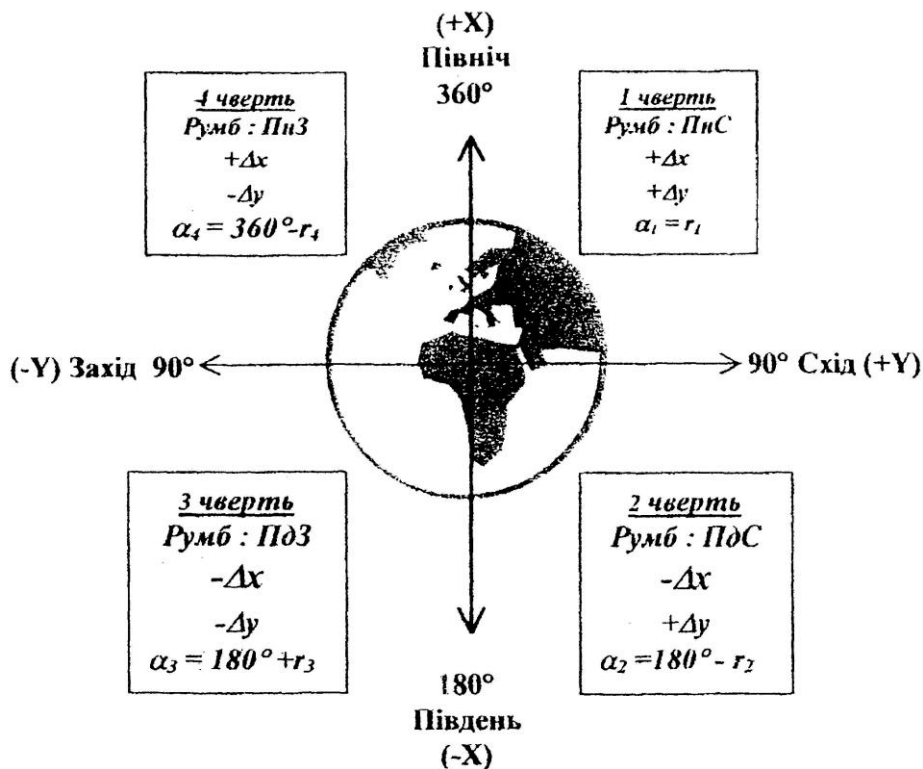 (+X)
Північ
360°
4 чверть
Румб : ПнЗ
+Δx
-Δy
α₄ = 360°-r₄
1 чверть
Румб : ПнС
+Δx
+Δy
α₁ = r₁
(-Y) Захід 90°
90° Схід (+Y)
3 чверть
Румб : ПдЗ
-Δx
-Δy
α₃ = 180°+r₃
2 чверть
Румб : ПдС
-Δx
+Δy
α₂ =180°- r₂
180°
Південь
(-X)